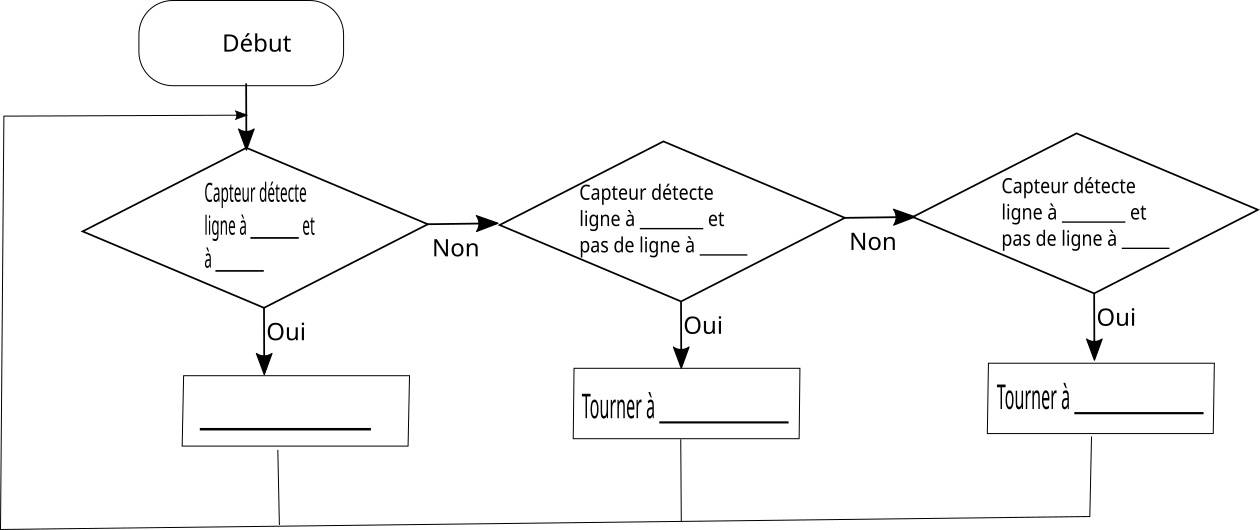 Début
Capteur détecte
ligne à _____ et
à _____
Non
Capteur détecte
ligne à ______ et
pas de ligne à _____
Non
Capteur détecte
ligne à ______ et
pas de ligne à _____
Oui
Oui
Oui
_______________
Tourner à ___________
Tourner à ___________